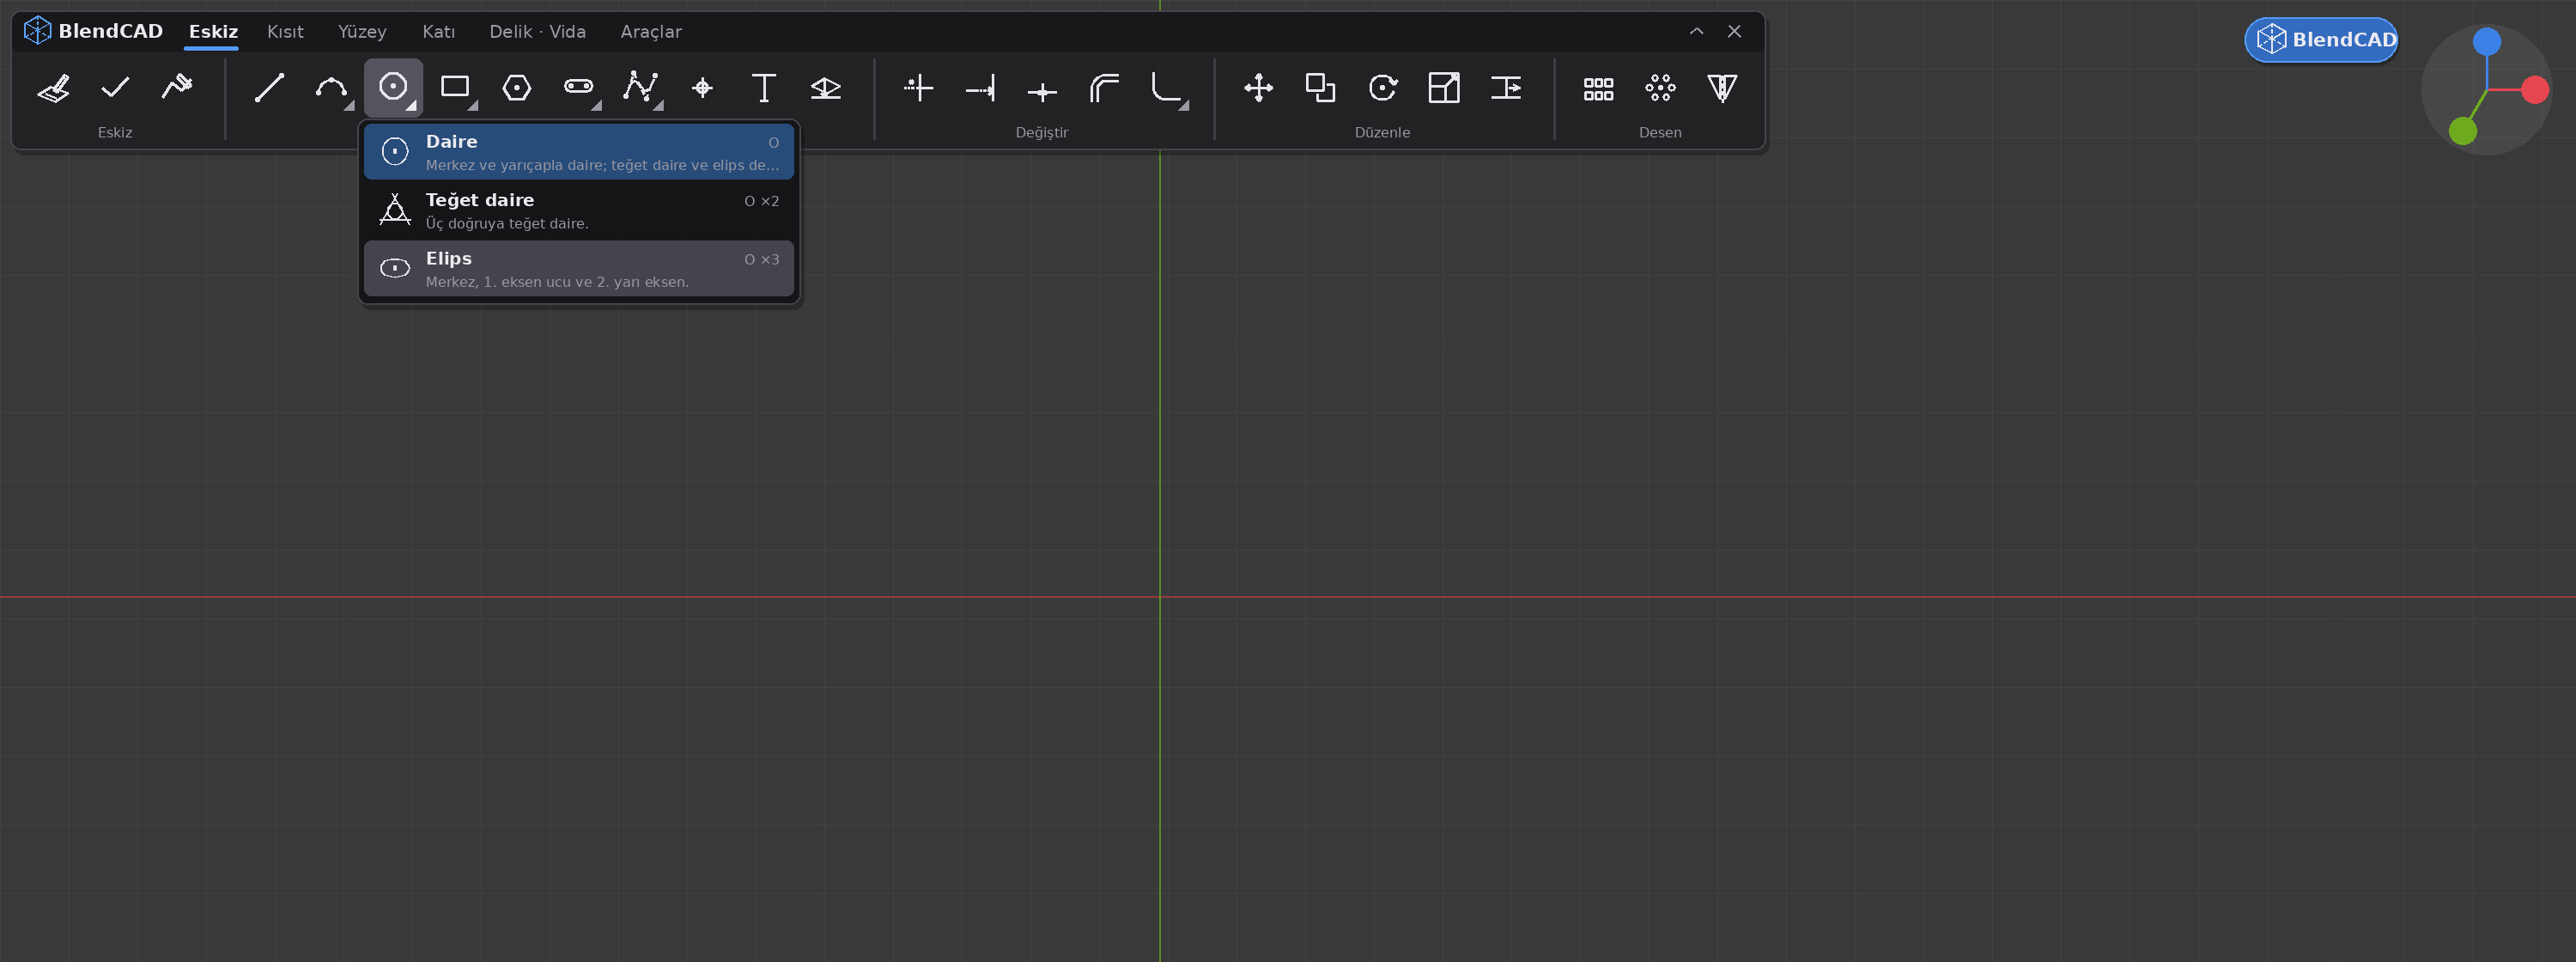 BlendCAD Eskiz Kısıt Yüzey Katı Delik · Vida Araçlar
BlendCAD
Eskiz Değiştir Düzenle Desen
Daire O
Merkez ve yarıçapla daire; teğet daire ve elips de...
Teğet daire O ×2
Üç doğruya teğet daire.
Elips O ×3
Merkez, 1. eksen ucu ve 2. yarı eksen.